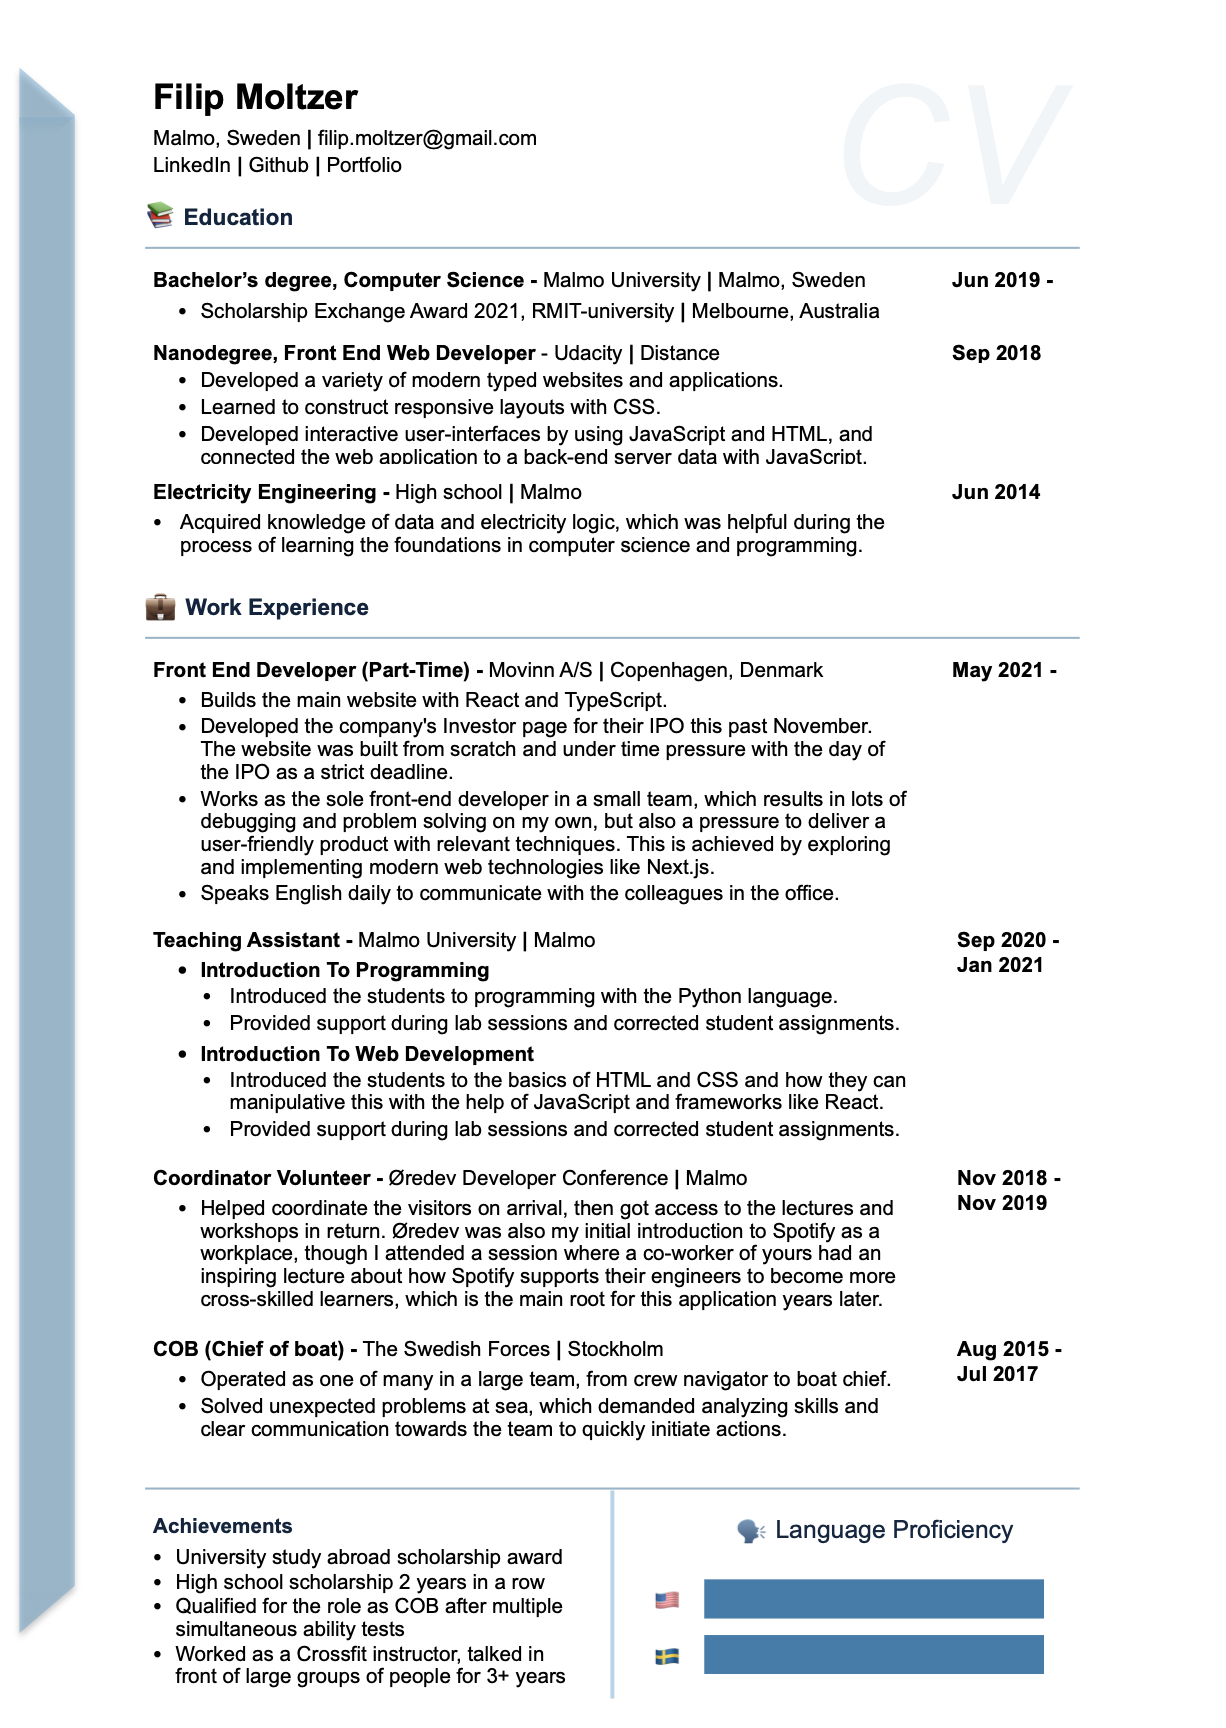 Filip Moltzer
CV
Malmo, Sweden | filip.moltzer@gmail.com
LinkedIn | Github | Portfolio
Education
Bachelor’s degree, Computer Science - Malmo University | Malmo, Sweden Jun 2019 -
• Scholarship Exchange Award 2021, RMIT-university | Melbourne, Australia
Nanodegree, Front End Web Developer - Udacity | Distance Sep 2018
• Developed a variety of modern typed websites and applications.
• Learned to construct responsive layouts with CSS.
• Developed interactive user-interfaces by using JavaScript and HTML, and
connected the web application to a back-end server data with JavaScript.
Electricity Engineering - High school | Malmo Jun 2014
• Acquired knowledge of data and electricity logic, which was helpful during the
process of learning the foundations in computer science and programming.
Work Experience
Front End Developer (Part-Time) - Movinn A/S | Copenhagen, Denmark May 2021 -
• Builds the main website with React and TypeScript.
• Developed the company's Investor page for their IPO this past November.
The website was built from scratch and under time pressure with the day of
the IPO as a strict deadline.
• Works as the sole front-end developer in a small team, which results in lots of
debugging and problem solving on my own, but also a pressure to deliver a
user-friendly product with relevant techniques. This is achieved by exploring
and implementing modern web technologies like Next.js.
• Speaks English daily to communicate with the colleagues in the office.
Teaching Assistant - Malmo University | Malmo Sep 2020 -
Jan 2021
• Introduction To Programming
• Introduced the students to programming with the Python language.
• Provided support during lab sessions and corrected student assignments.
• Introduction To Web Development
• Introduced the students to the basics of HTML and CSS and how they can
manipulative this with the help of JavaScript and frameworks like React.
• Provided support during lab sessions and corrected student assignments.
Coordinator Volunteer - Øredev Developer Conference | Malmo Nov 2018 -
Nov 2019
• Helped coordinate the visitors on arrival, then got access to the lectures and
workshops in return. Øredev was also my initial introduction to Spotify as a
workplace, though I attended a session where a co-worker of yours had an
inspiring lecture about how Spotify supports their engineers to become more
cross-skilled learners, which is the main root for this application years later.
COB (Chief of boat) - The Swedish Forces | Stockholm Aug 2015 -
Jul 2017
• Operated as one of many in a large team, from crew navigator to boat chief.
• Solved unexpected problems at sea, which demanded analyzing skills and
clear communication towards the team to quickly initiate actions.
Achievements
• University study abroad scholarship award
• High school scholarship 2 years in a row
• Qualified for the role as COB after multiple
simultaneous ability tests
• Worked as a Crossfit instructor, talked in
front of large groups of people for 3+ years
Language Proficiency